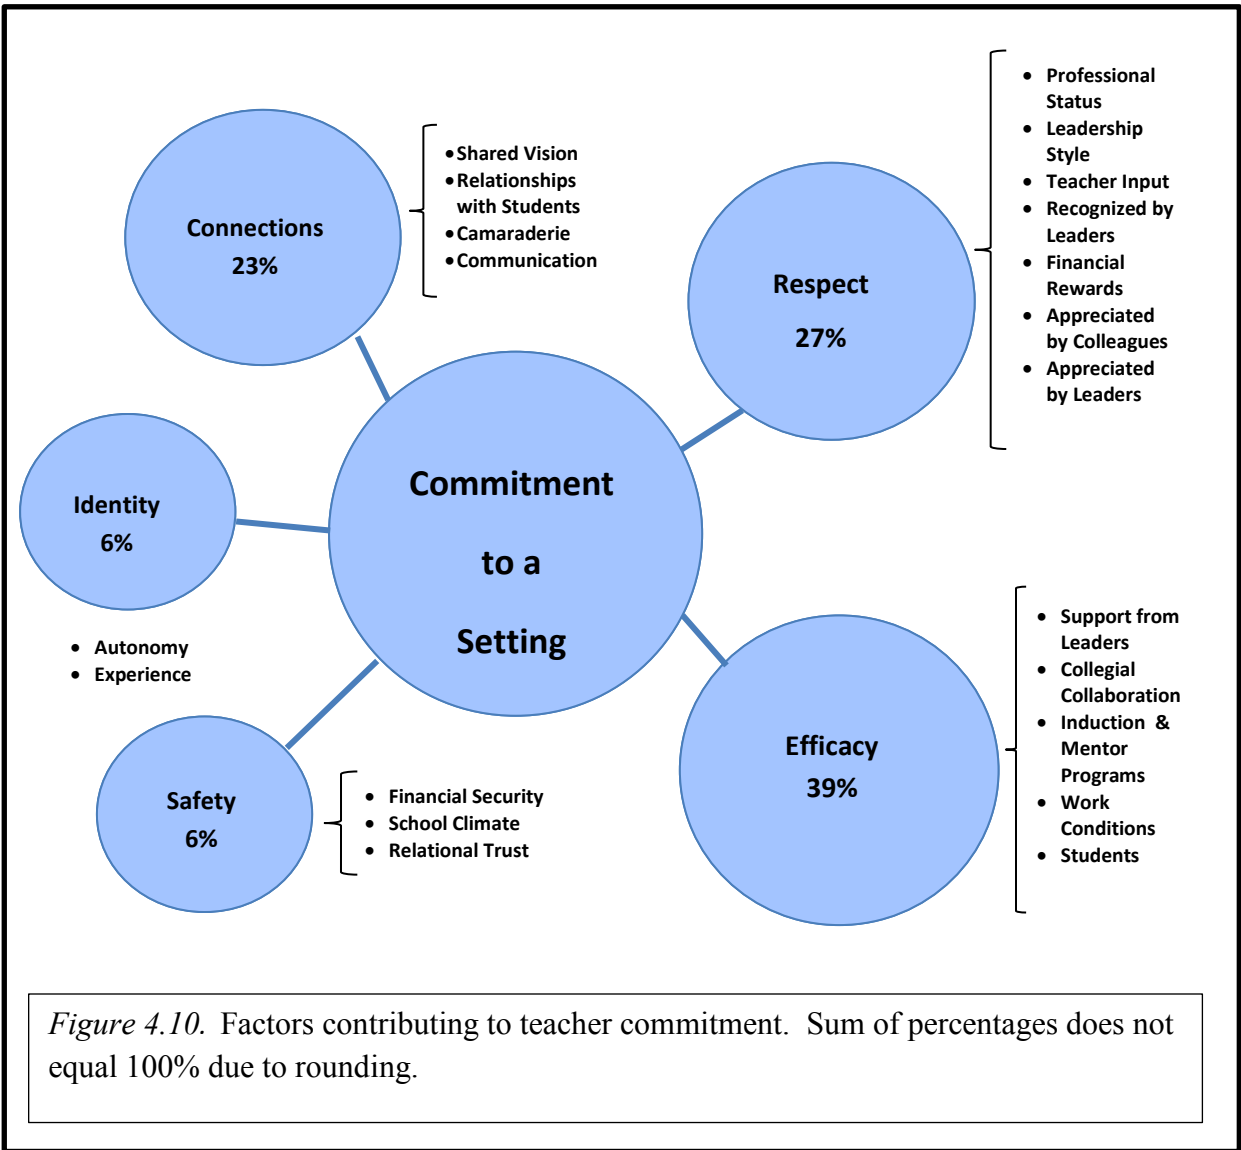 Connections
23%
• Shared Vision
• Relationships
with Students
• Camaraderie
• Communication
Respect
27%
• Professional
Status
• Leadership
Style
• Teacher Input
• Recognized by
Leaders
• Financial
Rewards
• Appreciated
by Colleagues
• Appreciated
by Leaders
Commitment
to a
Setting
Identity
6%
• Autonomy
• Experience
Safety
6%
• Financial Security
• School Climate
• Relational Trust
Efficacy
39%
• Support from
Leaders
• Collegial
Collaboration
• Induction &
Mentor
Programs
• Work
Conditions
• Students
Figure 4.10. Factors contributing to teacher commitment. Sum of percentages does not
equal 100% due to rounding.